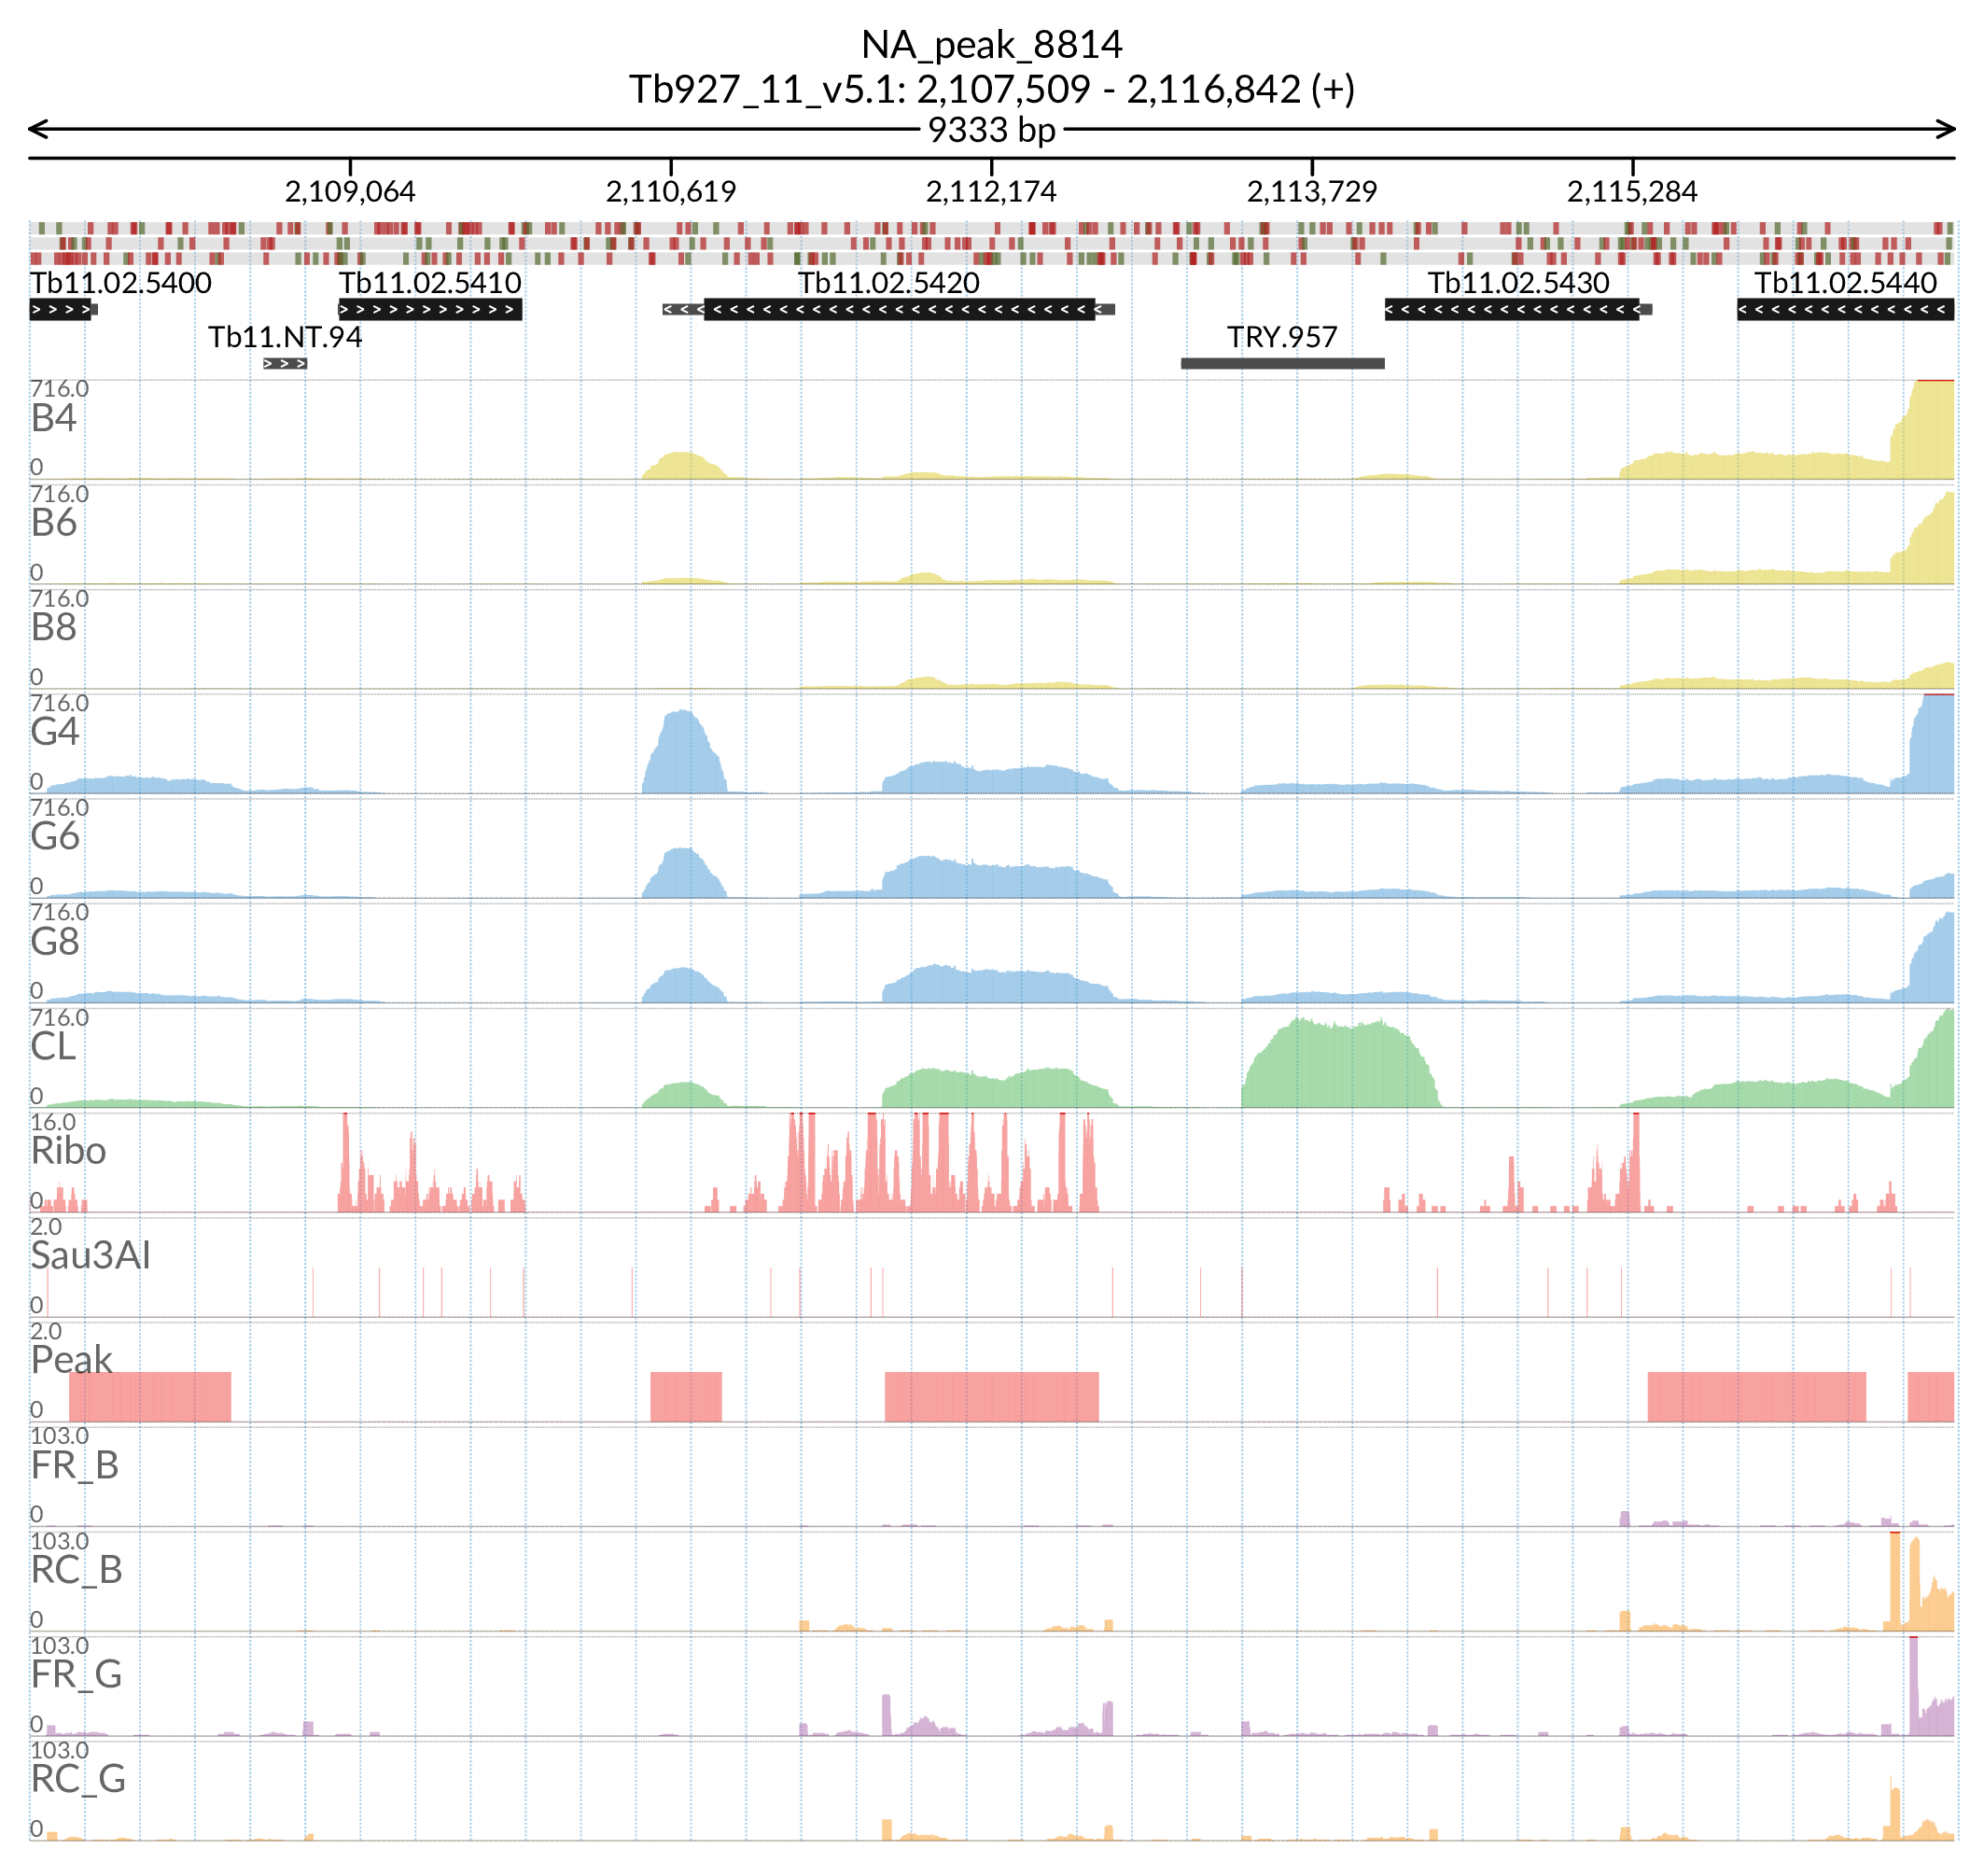 NA_peak_8814
Tb927_11_v5.1: 2,107,509 - 2,116,842 (+)
9333 bp
2,109,064 2,110,619 2,112,174 2,113,729 2,115,284
Tb11.02.5400 Tb11.02.5410 Tb11.02.5420 Tb11.02.5430 Tb11.02.5440
Tb11.NT.94 TRY.957
716.0
B4
0
716.0
B6
0
716.0
B8
0
716.0
G4
0
716.0
G6
0
716.0
G8
0
716.0
CL
0
16.0
Ribo
0
2.0
Sau3AI
0
2.0
Peak
0
103.0
FR_B
0
103.0
RC_B
0
103.0
FR_G
0
103.0
RC_G
0